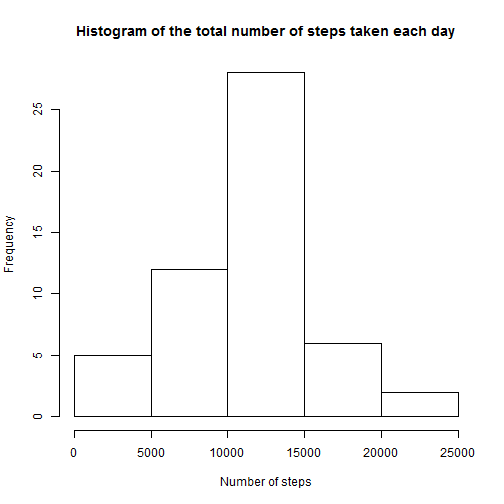 Histogram of the total number of steps taken each day
Frequency
25
20
15
10
5
0
0 5000 10000 15000 20000 25000
Number of steps